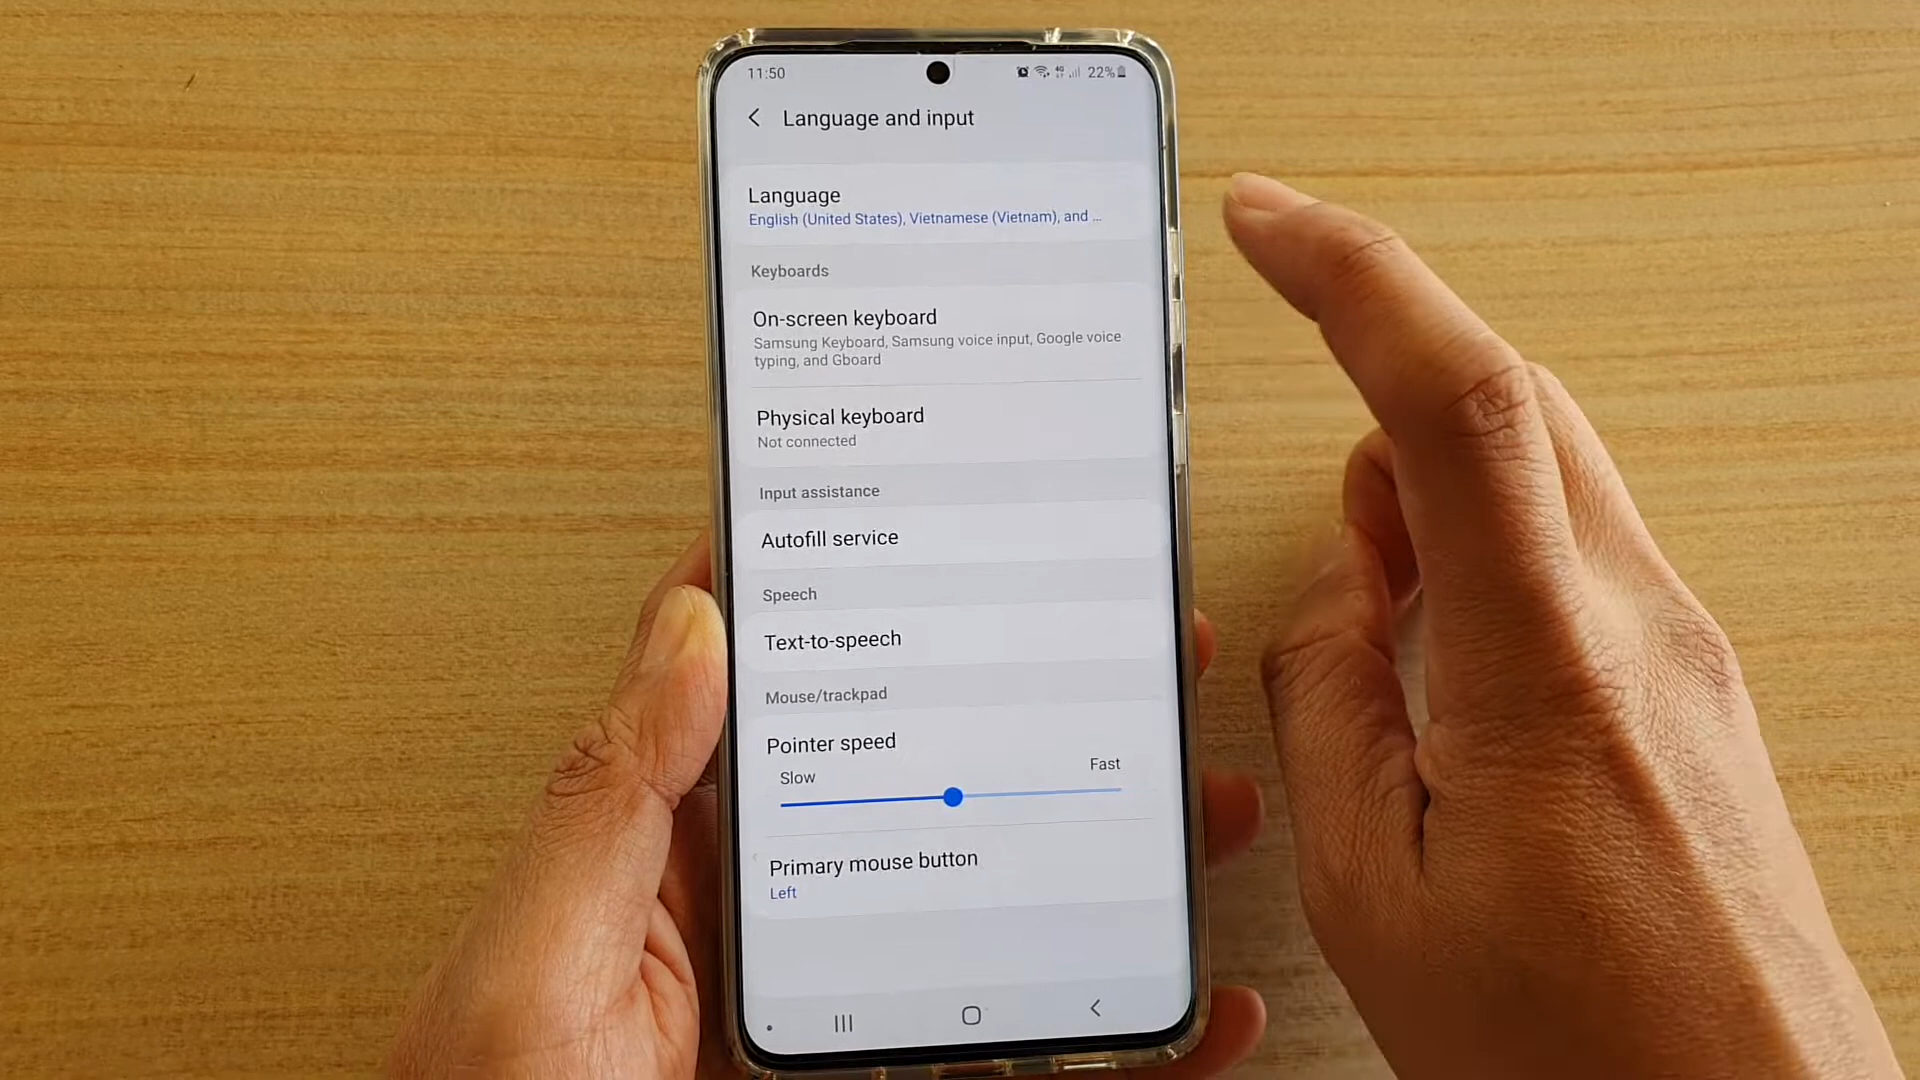 11:50
4G
22%
Language and input
Language
English (United States), Vietnamese (Vietnam), and ...
Keyboards
On-screen keyboard
Samsung Keyboard, Samsung voice input, Google voice
typing, and Gboard
Physical keyboard
Not connected
Input assistance
Autofill service
Speech
Text-to-speech
Mouse/trackpad
Pointer speed
Slow
Fast
Primary mouse button
Left